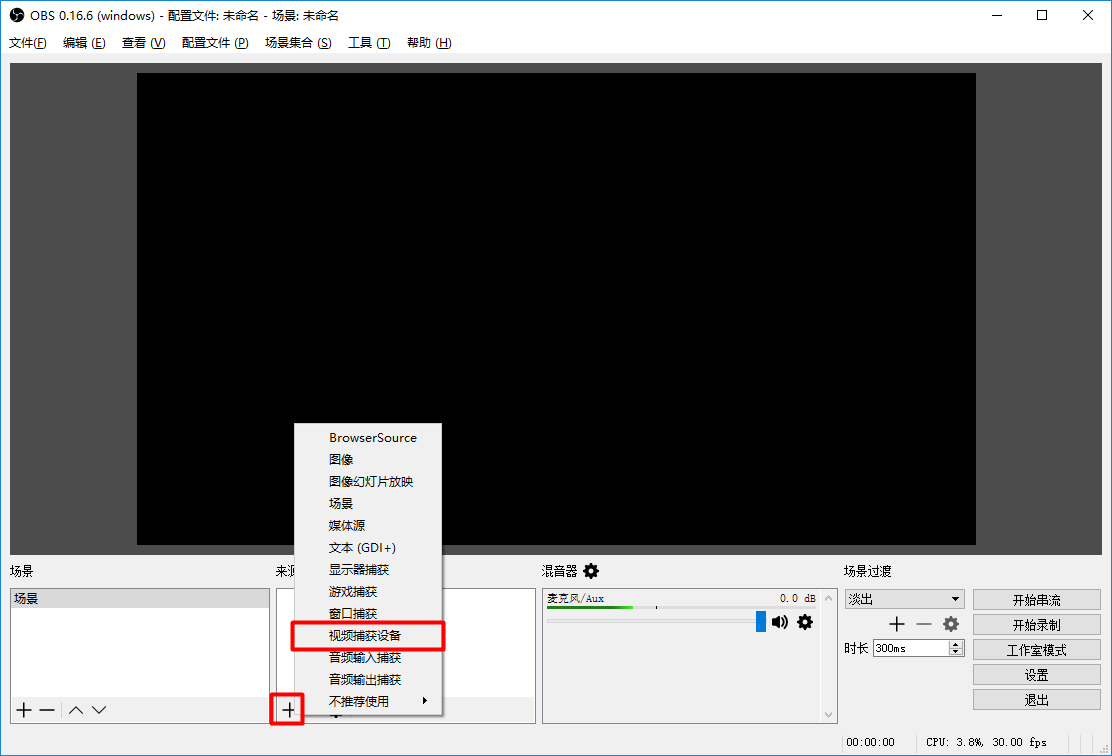 OBS 0.16.6 (windows) - 配置文件: 未命名 - 场景: 未命名
文件(F) 编辑 (E) 查看 (V) 配置文件 (P) 场景集合 (S) 工具 (T) 帮助 (H)
BrowserSource
图像
图像幻灯片放映
场景
媒体源
文本 (GDI+)
显示器捕获
游戏捕获
窗口捕获
视频捕获设备
音频输入捕获
音频输出捕获
不推荐使用
场景
场景
来源
混音器
麦克风/Aux 0.0 dB
场景过渡
淡出
时长 300ms
开始串流
开始录制
工作室模式
设置
退出
00:00:00 CPU: 3.8%, 30.00 fps